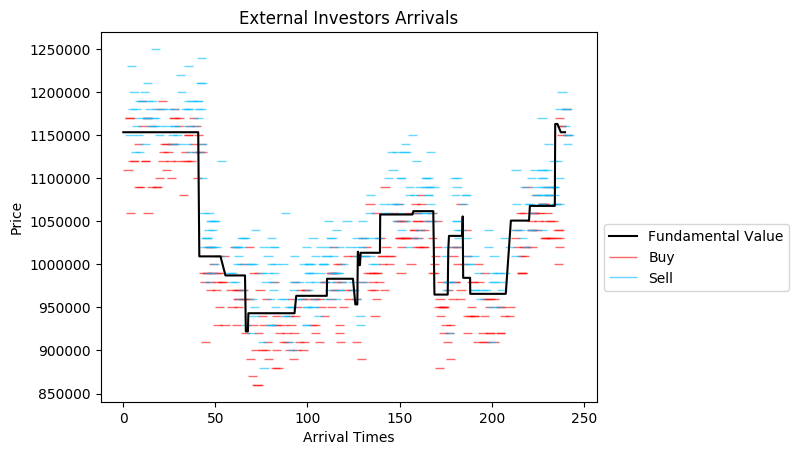 External Investors Arrivals
1250000
1200000
1150000
1100000
1050000
1000000
950000
900000
850000
Price
0 50 100 150 200 250
Arrival Times
Fundamental Value
Buy
Sell